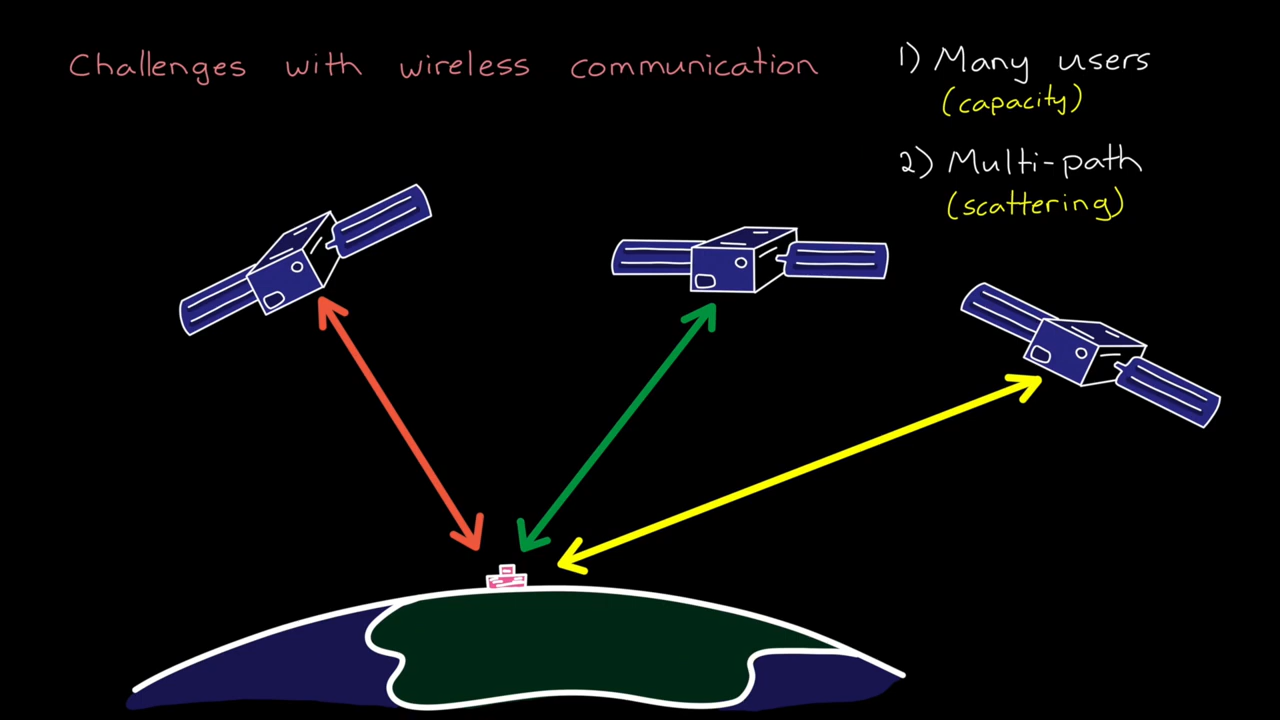 Challenges with wireless communication
1) Many users
(capacity)
2) Multi-path
(scattering)